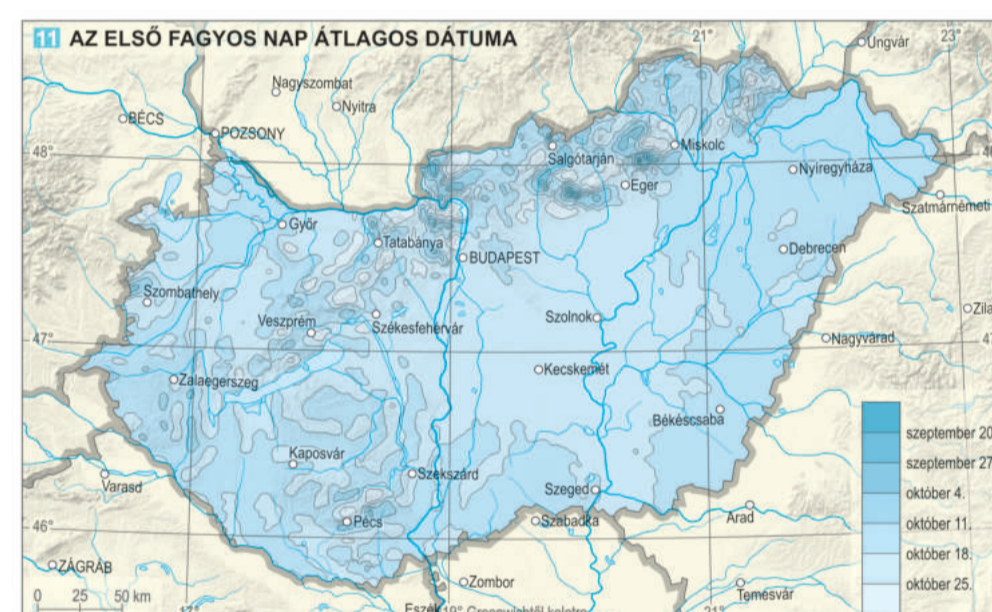 11 AZ ELSŐ FAGYOS NAP ÁTLAGOS DÁTUMA
21°
23°
Ungvár
Nagyszombat
Nyitra
BÉCS
POZSONY
48°
Salgótarján
Miskolc
Eger
Nyíregyháza
Szatmárnémeti
Győr
Tatabánya
BUDAPEST
Debrecen
Szombathely
Veszprém
Székesfehérvár
Szolnok
Nagyvárad
47°
Zalaegerszeg
Kecskemét
Békéscsaba
Kaposvár
Szekszárd
Szeged
Varasd
Pécs
Szabadka
Arad
46°
ZÁGRÁB
Zombor
Temesvár
szeptember 20
szeptember 27
október 4.
október 11.
október 18.
október 25.
0 25 50 km